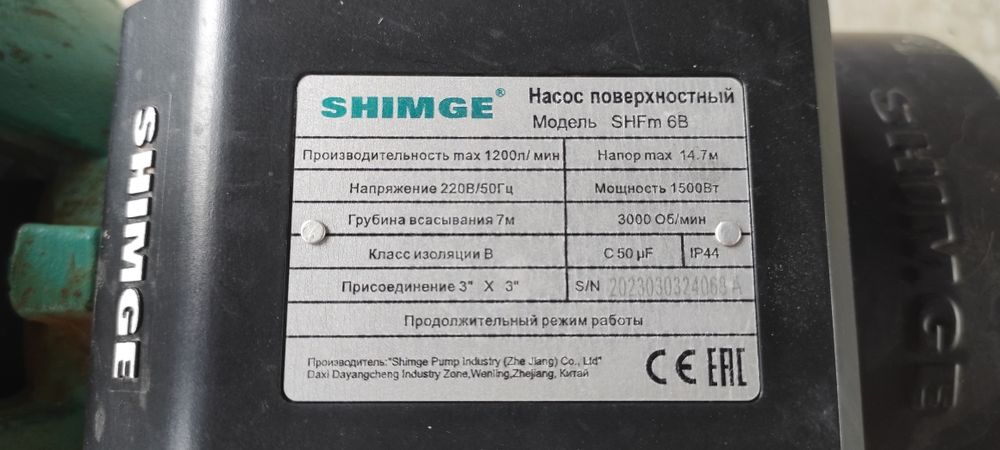 SHIMGE
SHIMGE® Насос поверхностный
Модель SHFm 6B
Производительность max 1200л/ мин Напор max 14.7м
Напряжение 220В/50Гц Мощность 1500Вт
Грубина всасывания 7м 3000 Об/мин
Класс изоляции В С 50 µF IP44
Присоединение 3" X 3" S/N 2023030324068 A
Продолжительный режим работы
Производитель:"Shimge Pump Industry (Zhe Jiang) Co., Ltd"
Daxi Dayangcheng Industry Zone,Wenling,Zhejiang, Китай
CE EAC
SHIMGE